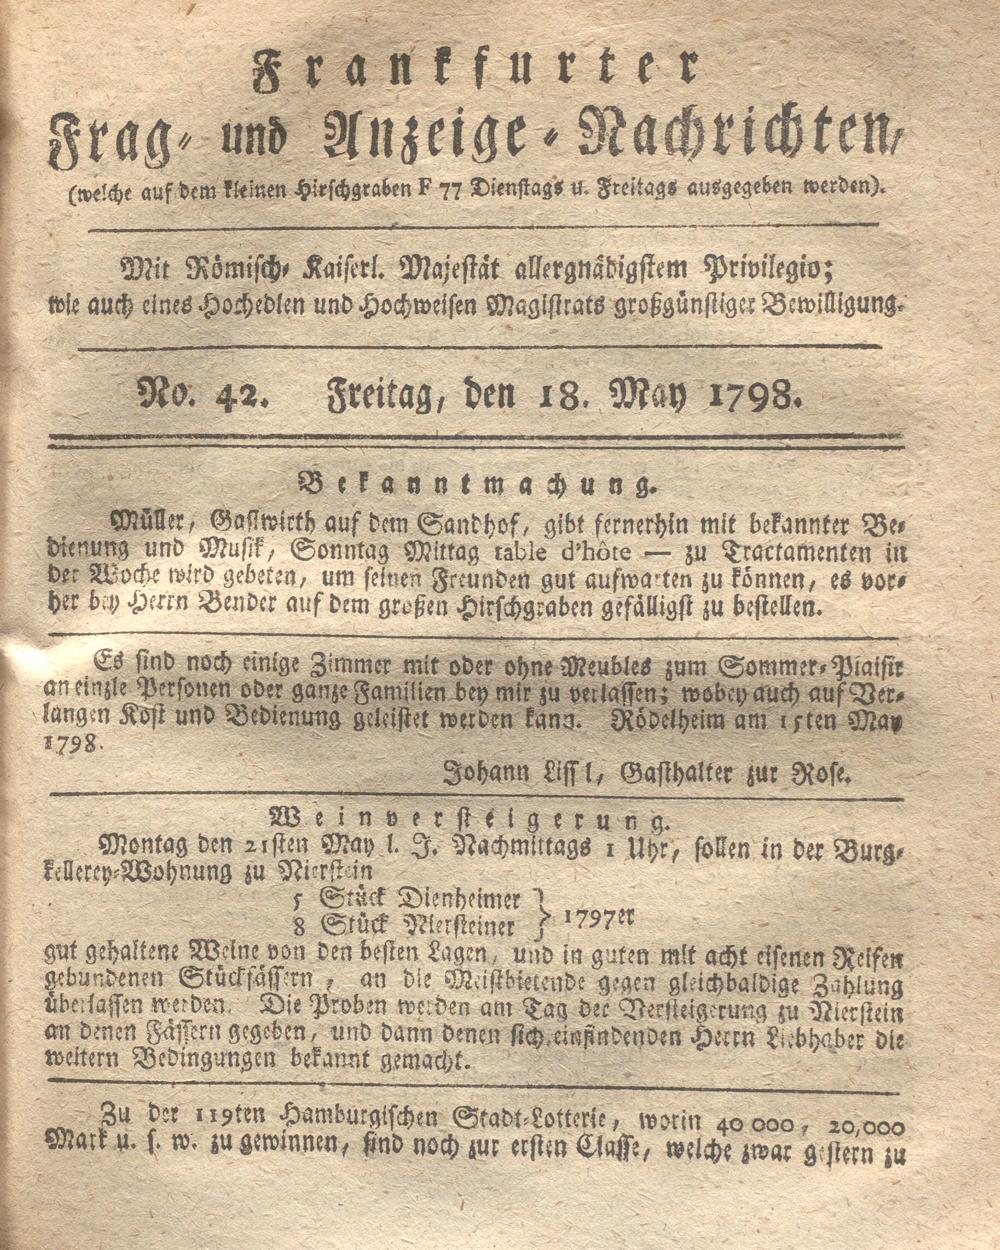 Frankfurter
Frag- und Anzeige-Nachrichten,
(welche auf dem kleinen Hirschgraben F 77 Dienstags u. Freitags ausgegeben werden).
Mit Römisch- Kaiserl. Majestät allergnädigstem Privilegio;
wie auch eines Hochedlen und Hochweisen Magistrats großgünstiger Bewilligung.
No. 42. Freitag, den 18. May 1798.
Bekanntmachung.
Müller, Gastwirth auf dem Sandhof, gibt fernerhin mit bekannter Be-
dienung und Musik, Sonntag Mittag table d'hôte — zu Tractamenten in
der Woche wird gebeten, um seinen Freunden gut aufwarten zu können, es vor-
her bey Herrn Bender auf dem großen Hirschgraben gefälligst zu bestellen.
Es sind noch einige Zimmer mit oder ohne Meubles zum Sommer-Plaisir
an einzle Personen oder ganze Familien bey mir zu verlassen; wobey auch auf Ver-
langen Kost und Bedienung geleistet werden kann. Rödelheim am 15ten May
1798.
Johann , Gasthalter zur Rose.
Weinversteigerung.
Montag den 21sten May l. J. Nachmittags 1 Uhr, sollen in der Burg-
kellerey-Wohnung zu Nierstein
5 Stück Dienheimer
8 Stück Niersteiner } 1797er
gut gehaltene Weine von den besten Lagen, und in guten mit acht eisenen Reifen
gebundenen Stückfässern, an die Meistbietende gegen gleichbaldige Zahlung
überlassen werden. Die Proben werden am Tag der Versteigerung zu Nierstein
an denen Fässern gegeben, und dann denen sich einfindenden Herrn Liebhaber die
weitern Bedingungen bekannt gemacht.
Zu der 119ten Hamburgischen Stadt-Lotterie, worin 40 000, 20,000
Mark u. s. w. zu gewinnen, sind noch zur ersten Classe, welche zwar gestern zu